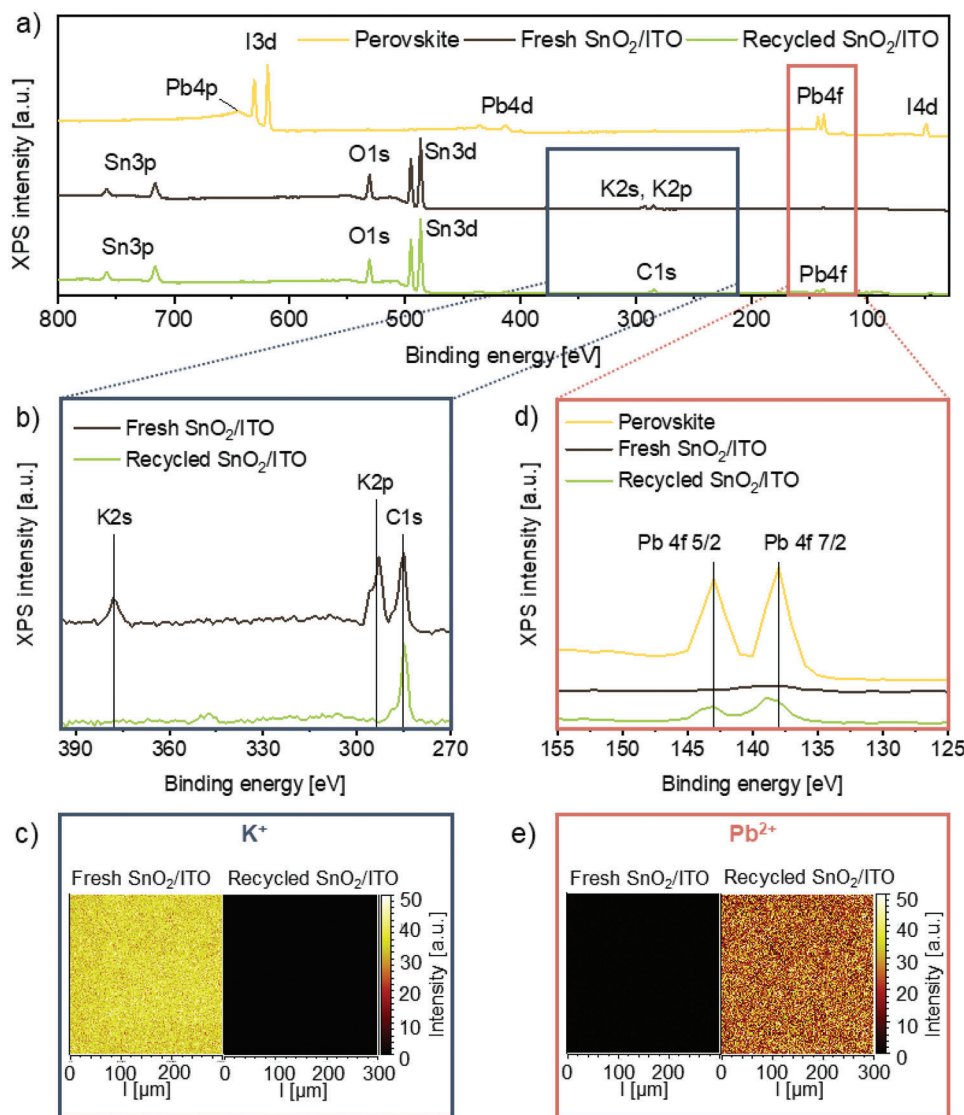 a)
I3d
Perovskite
Fresh SnO₂/ITO
Recycled SnO₂/ITO
Pb4p
Pb4d
Pb4f
I4d
XPS intensity [a.u.]
Sn3p
O1s
Sn3d
K2s, K2p
Sn3p
O1s
Sn3d
C1s
Pb4f
800 700 600 500 400 300 200 100
Binding energy [eV]
b)
Fresh SnO₂/ITO
Recycled SnO₂/ITO
K2s
K2p
C1s
XPS intensity [a.u.]
390 360 330 300 270
Binding energy [eV]
d)
Perovskite
Fresh SnO₂/ITO
Recycled SnO₂/ITO
Pb 4f 5/2
Pb 4f 7/2
XPS intensity [a.u.]
155 150 145 140 135 130 125
Binding energy [eV]
c)
K⁺
Fresh SnO₂/ITO
Recycled SnO₂/ITO
50
40
30
20
10
0
Intensity [a.u.]
0 100 200 0 100 200 300
l [µm] l [µm]
e)
Pb²⁺
Fresh SnO₂/ITO
Recycled SnO₂/ITO
50
40
30
20
10
0
Intensity [a.u.]
0 100 200 0 100 200 300
l [µm] l [µm]